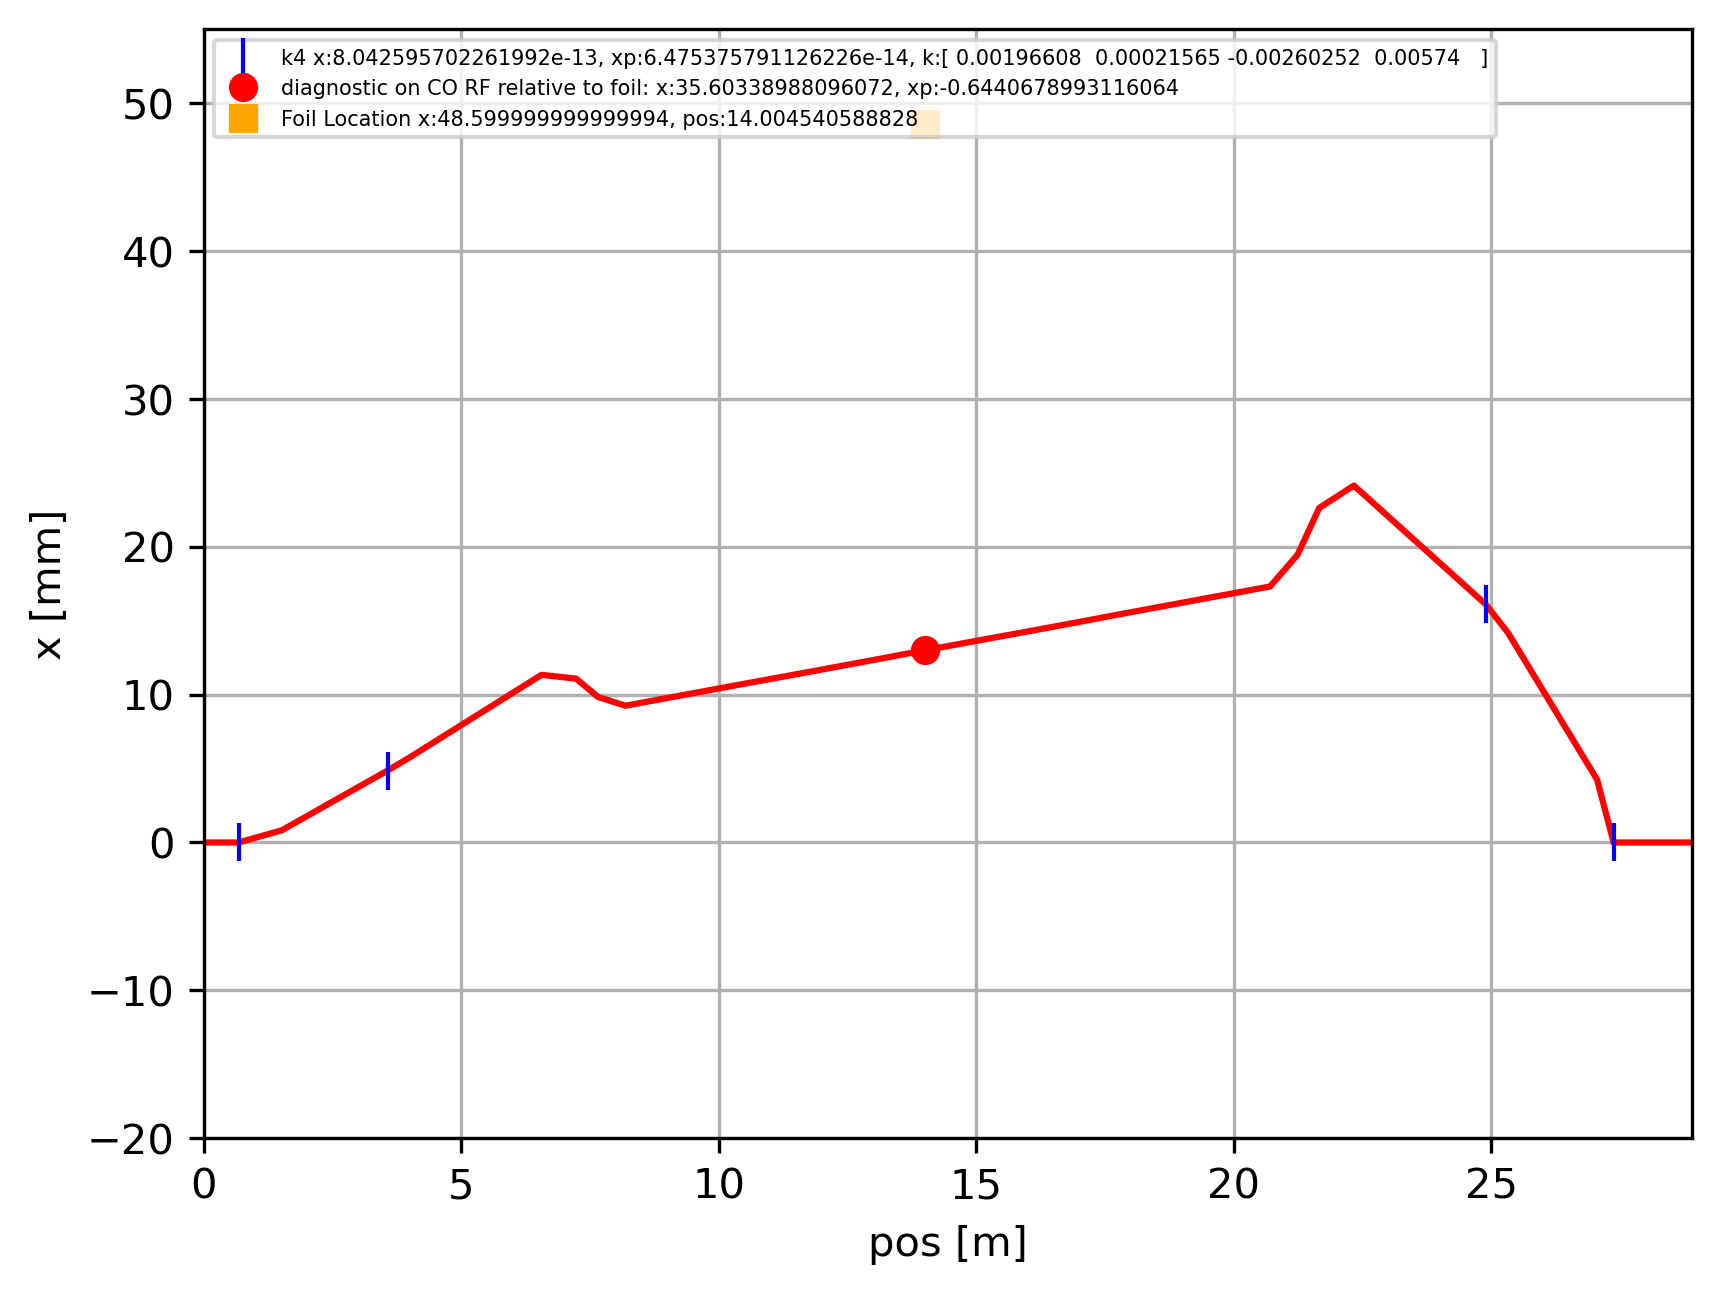 k4 x:8.042595702261992e-13, xp:6.475375791126226e-14, k:[ 0.00196608  0.00021565 -0.00260252  0.00574   ]
diagnostic on CO RF relative to foil: x:35.60338988096072, xp:-0.6440678993116064
Foil Location x:48.599999999999994, pos:14.004540588828
50
40
30
20
10
0
−10
−20
x [mm]
0 5 10 15 20 25
pos [m]